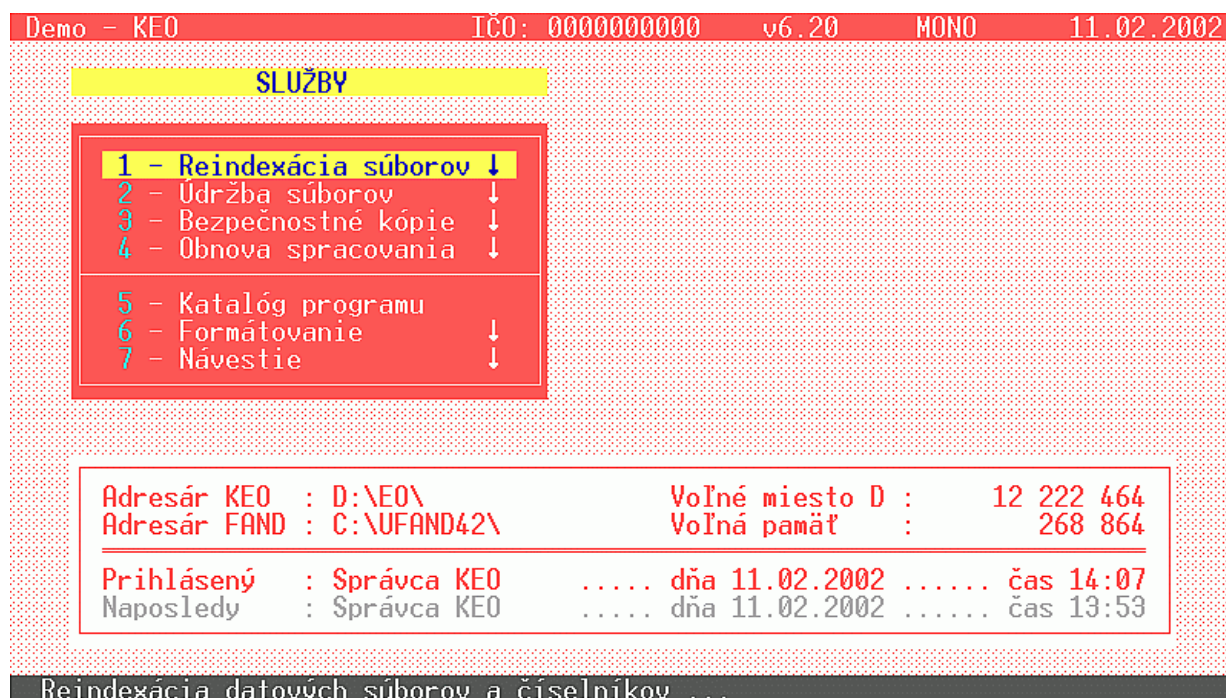 Demo - KEO IČO: 0000000000 v6.20 MONO 11.02.2002
SLUŽBY
1 - Reindexácia súborov ↓
2 - Údržba súborov ↓
3 - Bezpečnostné kópie ↓
4 - Obnova spracovania ↓
5 - Katalóg programu
6 - Formátovanie ↓
7 - Návestie ↓
Adresár KEO : D:\EO\ Voľné miesto D : 12 222 464
Adresár FAND : C:\UFAND42\ Voľná pamäť : 268 864
Prihlásený : Správca KEO ..... dňa 11.02.2002 ...... čas 14:07
Naposledy : Správca KEO ..... dňa 11.02.2002 ...... čas 13:53
Reindexácia datových súborov a číselníkov ...